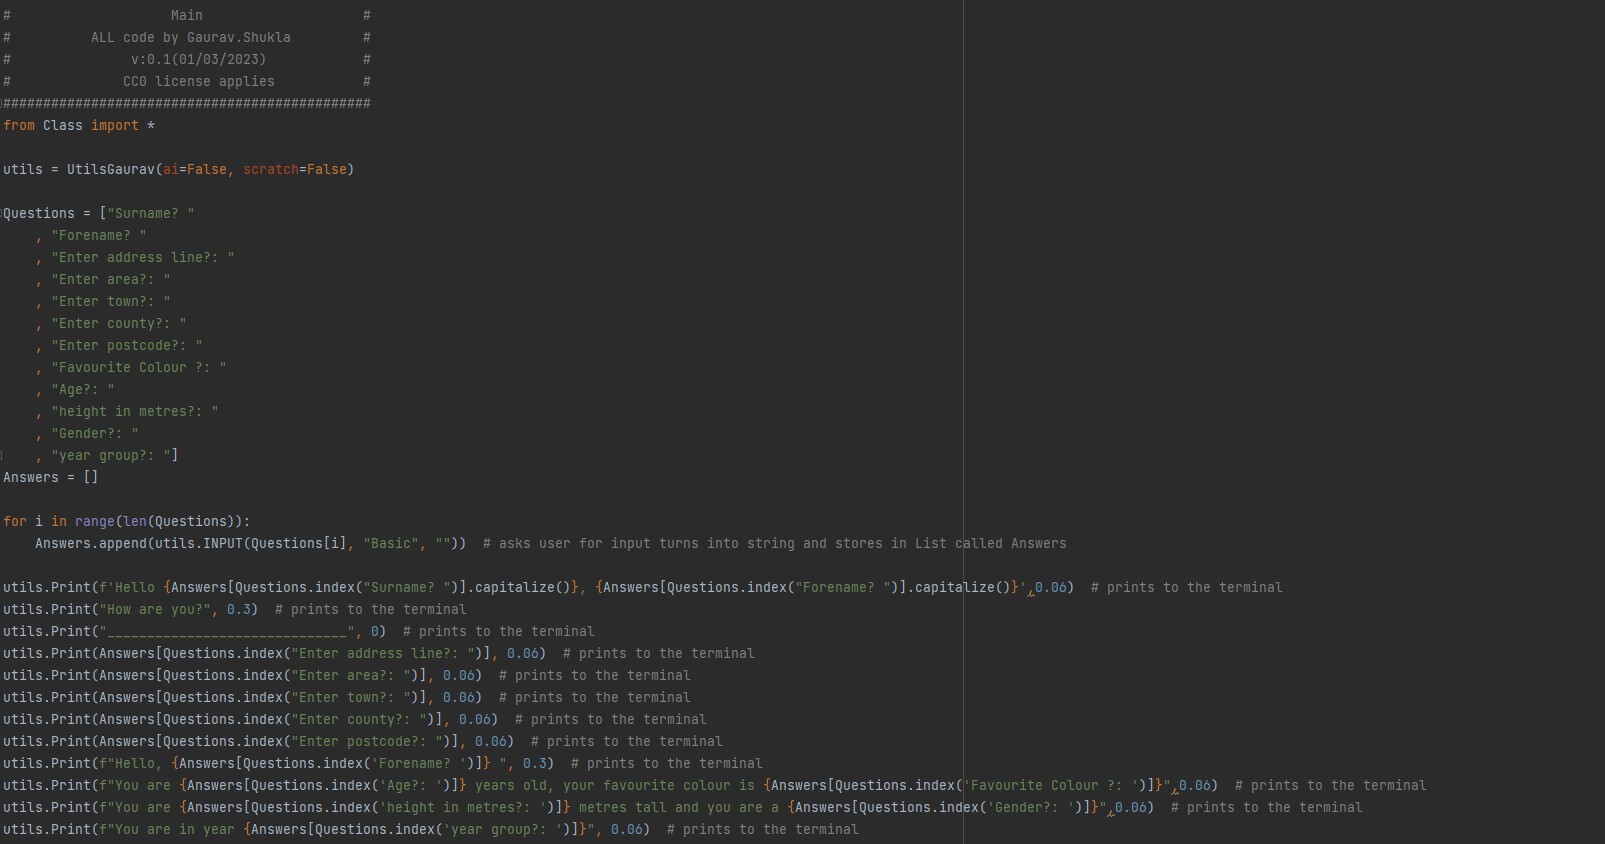 #                    Main                    #
#          ALL code by Gaurav.Shukla         #
#               v:0.1(01/03/2023)            #
#              CC0 license applies           #
##############################################
from Class import *
utils = UtilsGaurav(ai=False, scratch=False)
Questions = ["Surname? "
    , "Forename? "
    , "Enter address line?: "
    , "Enter area?: "
    , "Enter town?: "
    , "Enter county?: "
    , "Enter postcode?: "
    , "Favourite Colour ?: "
    , "Age?: "
    , "height in metres?: "
    , "Gender?: "
    , "year group?: "]
Answers = []
for i in range(len(Questions)):
    Answers.append(utils.INPUT(Questions[i], "Basic", ""))  # asks user for input turns into string and stores in List called Answers
utils.Print(f'Hello {Answers[Questions.index("Surname? ")].capitalize()}, {Answers[Questions.index("Forename? ")].capitalize()}',0.06)  # prints to the terminal
utils.Print("How are you?", 0.3)  # prints to the terminal
utils.Print("______________________________", 0)  # prints to the terminal
utils.Print(Answers[Questions.index("Enter address line?: ")], 0.06)  # prints to the terminal
utils.Print(Answers[Questions.index("Enter area?: ")], 0.06)  # prints to the terminal
utils.Print(Answers[Questions.index("Enter town?: ")], 0.06)  # prints to the terminal
utils.Print(Answers[Questions.index("Enter county?: ")], 0.06)  # prints to the terminal
utils.Print(Answers[Questions.index("Enter postcode?: ")], 0.06)  # prints to the terminal
utils.Print(f"Hello, {Answers[Questions.index('Forename? ')]} ", 0.3)  # prints to the terminal
utils.Print(f"You are {Answers[Questions.index('Age?: ')]} years old, your favourite colour is {Answers[Questions.index('Favourite Colour ?: ')]}",0.06)  # prints to the terminal
utils.Print(f"You are {Answers[Questions.index('height in metres?: ')]} metres tall and you are a {Answers[Questions.index('Gender?: ')]}",0.06)  # prints to the terminal
utils.Print(f"You are in year {Answers[Questions.index('year group?: ')]}", 0.06)  # prints to the terminal